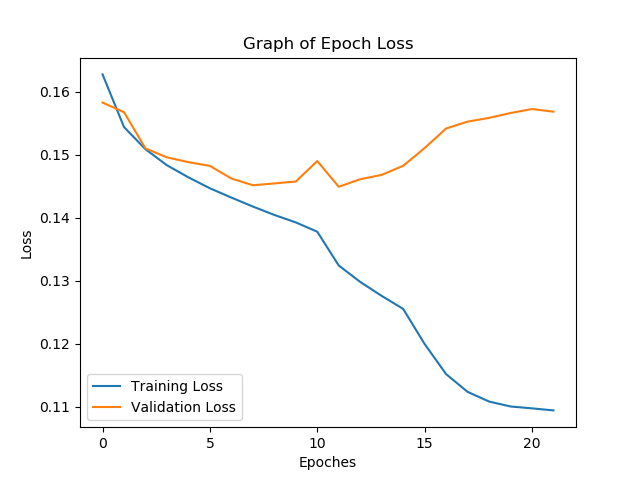 Graph of Epoch Loss
0.16
0.15
0.14
0.13
0.12
0.11
Loss
Training Loss
Validation Loss
0 5 10 15 20
Epoches